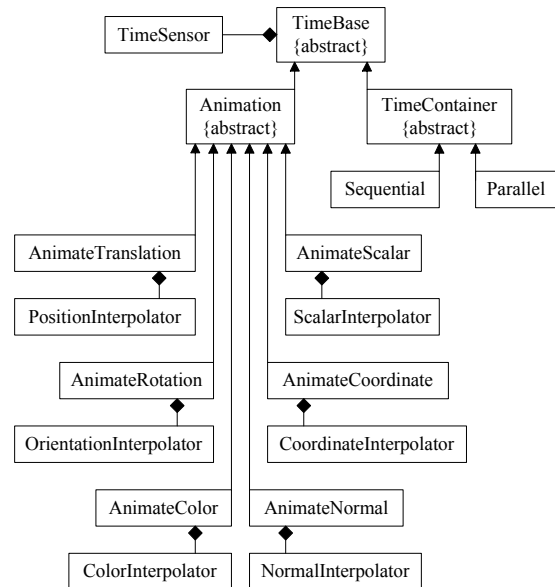 TimeSensor
TimeBase
{abstract}
Animation
{abstract}
TimeContainer
{abstract}
Sequential
Parallel
AnimateTranslation
AnimateScalar
PositionInterpolator
ScalarInterpolator
AnimateRotation
AnimateCoordinate
OrientationInterpolator
CoordinateInterpolator
AnimateColor
AnimateNormal
ColorInterpolator
NormalInterpolator